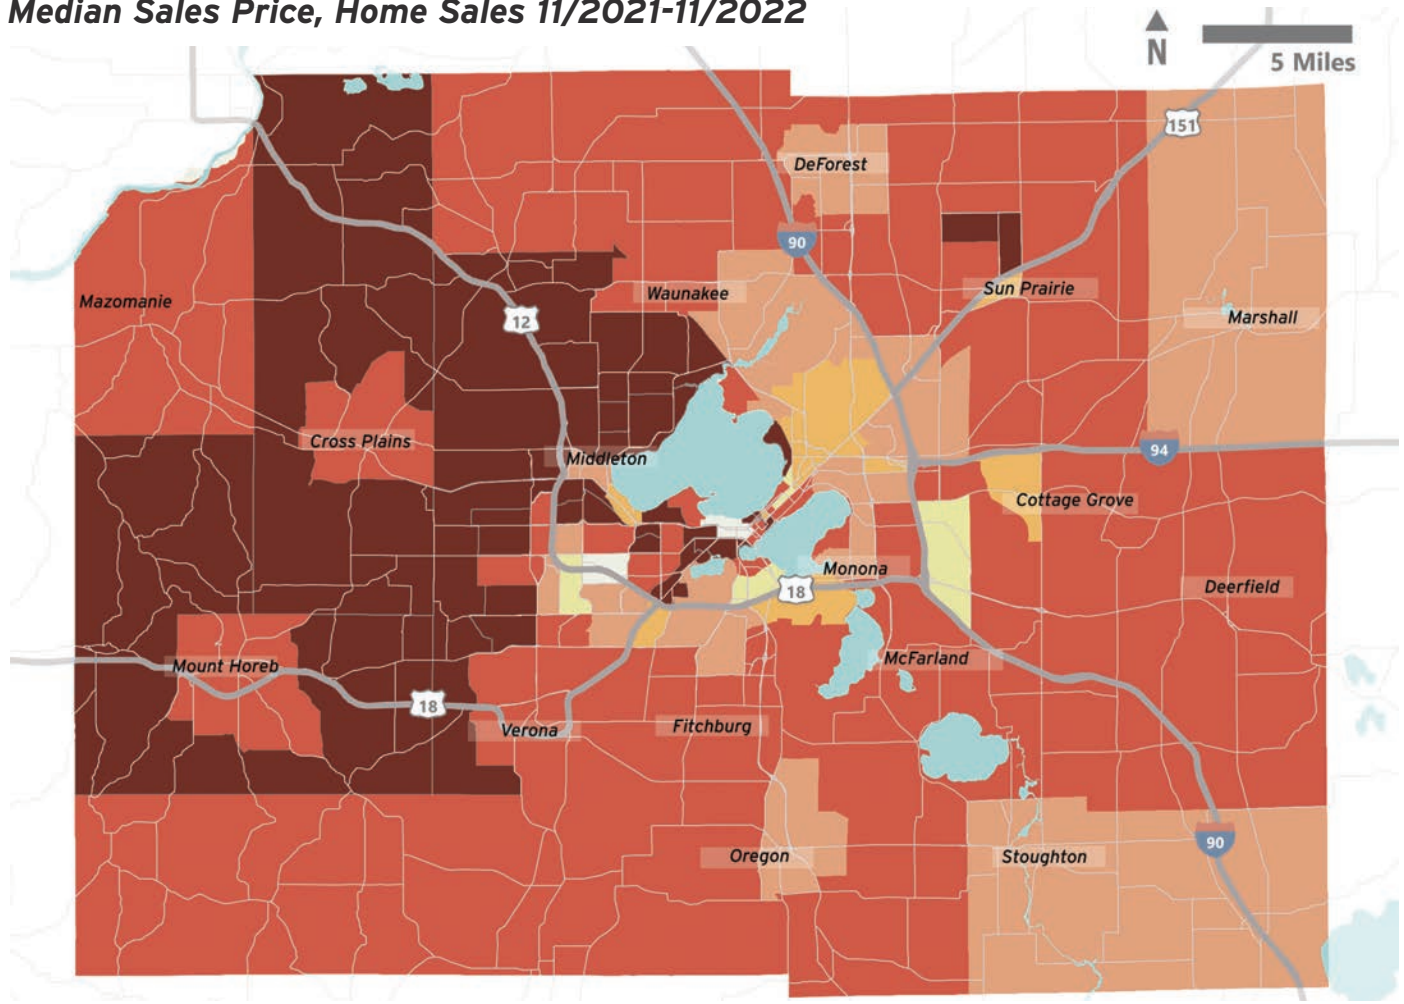 Median Sales Price, Home Sales 11/2021-11/2022
N
5 Miles
151
DeForest
90
Sun Prairie
Waunakee
Mazomanie
12
Marshall
Cross Plains
Middleton
94
Cottage Grove
Monona
18
Deerfield
Mount Horeb
McFarland
18
Verona
Fitchburg
90
Oregon
Stoughton